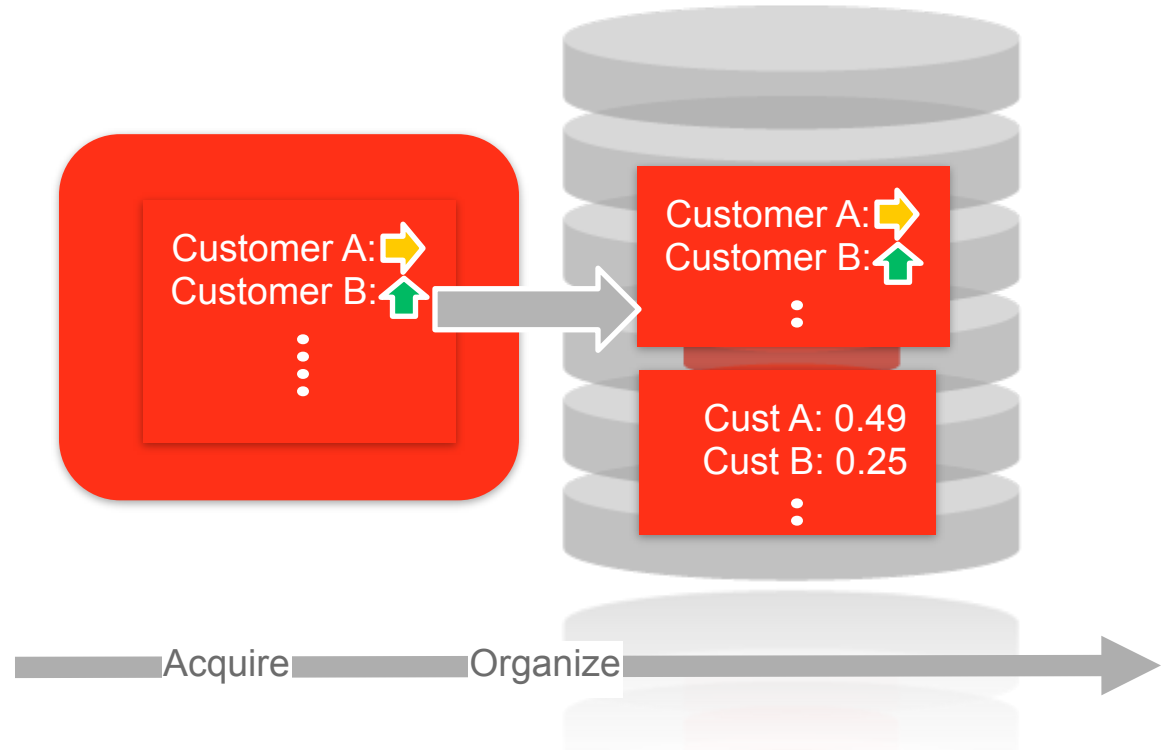 Customer A:
Customer B:
Customer A:
Customer B:
Cust A: 0.49
Cust B: 0.25
Acquire
Organize